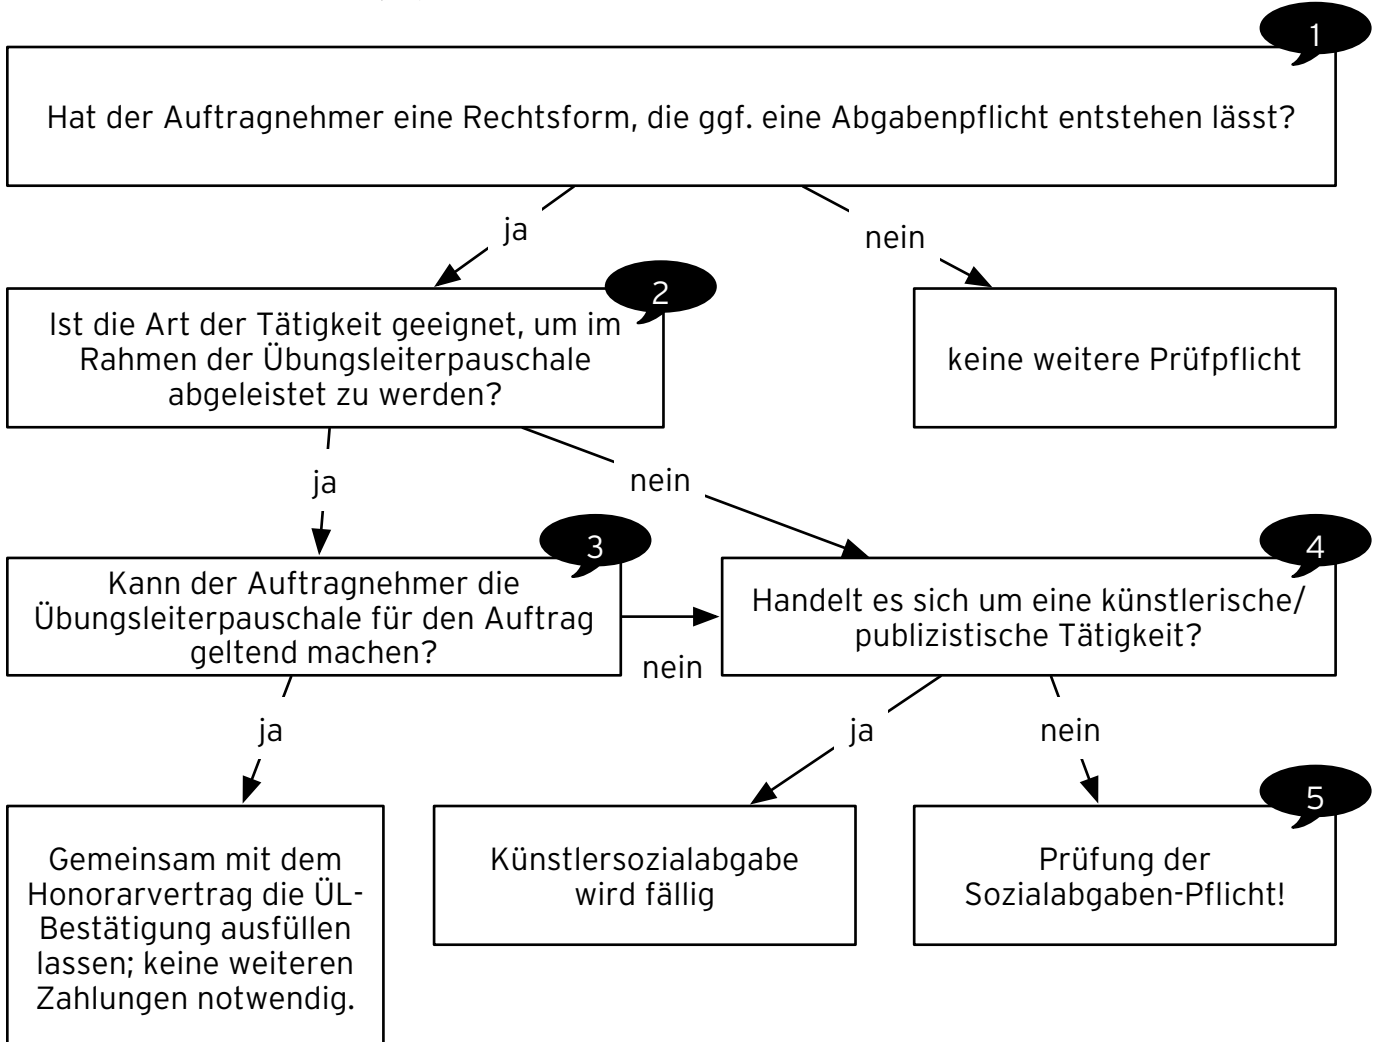 1
Hat der Auftragnehmer eine Rechtsform, die ggf. eine Abgabenpflicht entstehen lässt?
ja
nein
2
Ist die Art der Tätigkeit geeignet, um im
Rahmen der Übungsleiterpauschale
abgeleistet zu werden?
keine weitere Prüfpflicht
ja
nein
3
Kann der Auftragnehmer die
Übungsleiterpauschale für den Auftrag
geltend machen?
nein
4
Handelt es sich um eine künstlerische/
publizistische Tätigkeit?
ja
ja
nein
Gemeinsam mit dem
Honorarvertrag die ÜL-
Bestätigung ausfüllen
lassen; keine weiteren
Zahlungen notwendig.
Künstlersozialabgabe
wird fällig
5
Prüfung der
Sozialabgaben-Pflicht!